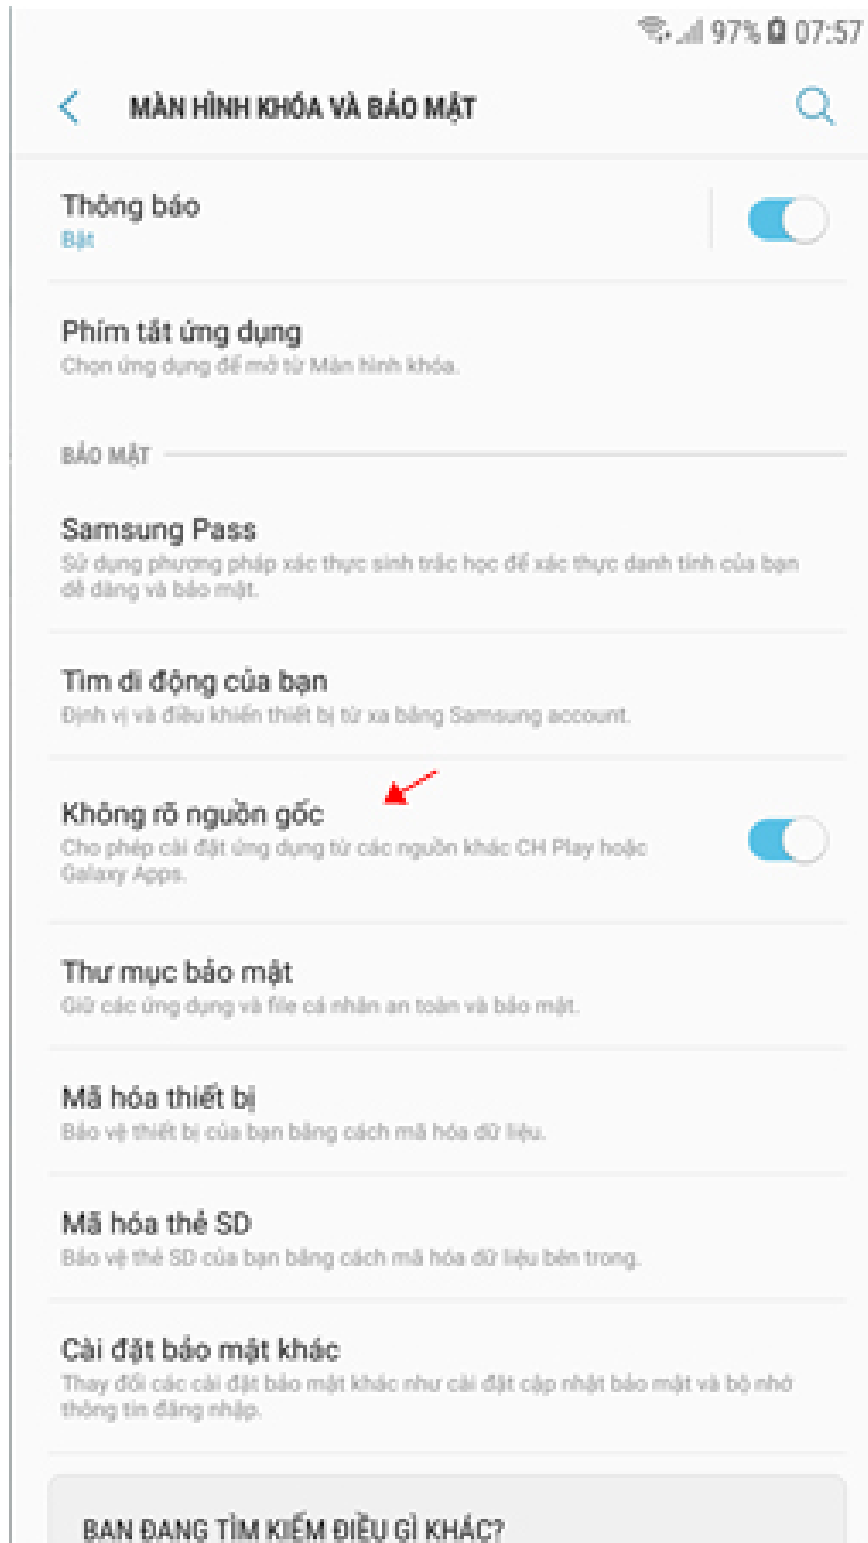 97% 07:57
MÀN HÌNH KHÓA VÀ BẢO MẬT
Thông báo
Bật
Phím tắt ứng dụng
Chọn ứng dụng để mở từ Màn hình khóa.
BẢO MẬT
Samsung Pass
Sử dụng phương pháp xác thực sinh trắc học để xác thực danh tính của bạn
dễ dàng và bảo mật.
Tìm di động của bạn
Định vị và điều khiển thiết bị từ xa bằng Samsung account.
Không rõ nguồn gốc
Cho phép cài đặt ứng dụng từ các nguồn khác CH Play hoặc
Galaxy Apps.
Thư mục bảo mật
Giữ các ứng dụng và file cá nhân an toàn và bảo mật.
Mã hóa thiết bị
Bảo vệ thiết bị của bạn bằng cách mã hóa dữ liệu.
Mã hóa thẻ SD
Bảo vệ thẻ SD của bạn bằng cách mã hóa dữ liệu bên trong.
Cài đặt bảo mật khác
Thay đổi các cài đặt bảo mật khác như cài đặt cập nhật bảo mật và bộ nhớ
thông tin đăng nhập.
BẠN ĐANG TÌM KIẾM ĐIỀU GÌ KHÁC?